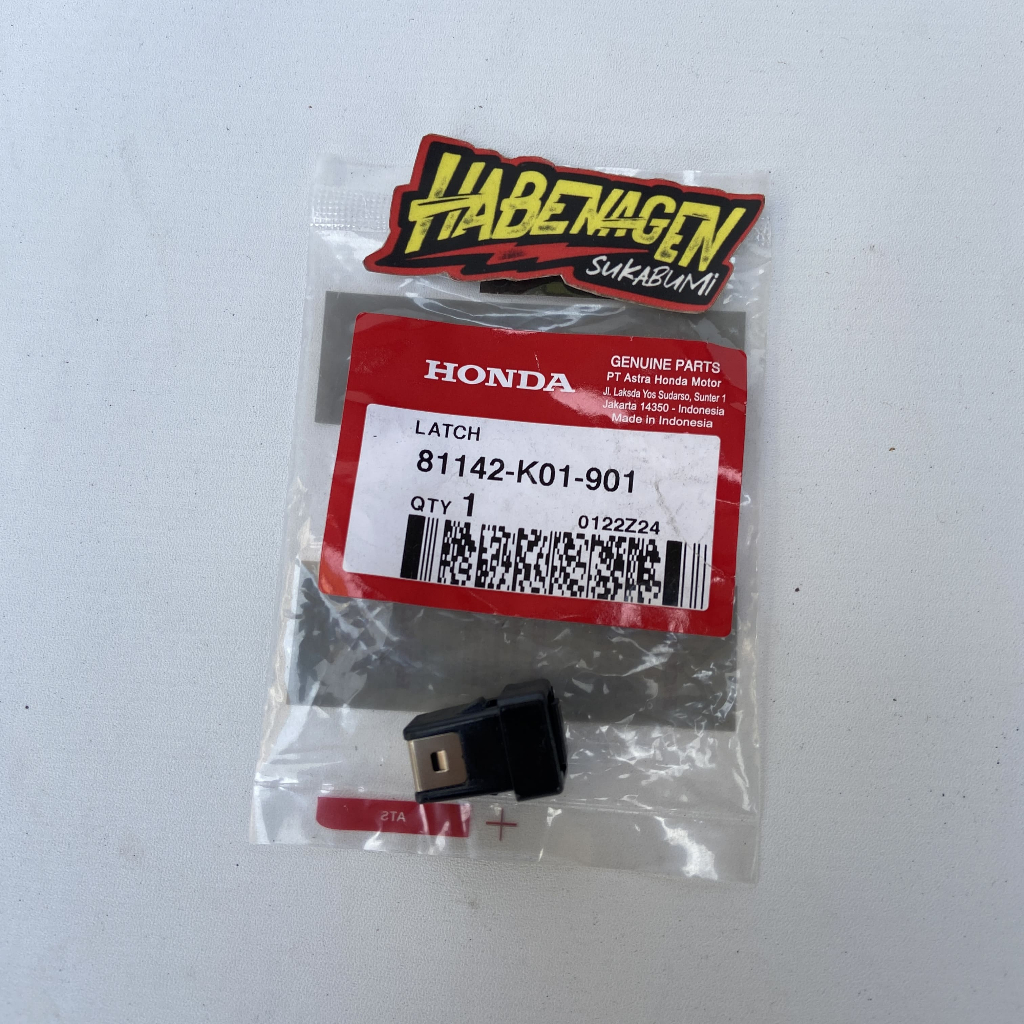 HABENAGEN
SUKABUMi
HONDA
GENUINE PARTS
PT Astra Honda Motor
Jl. Laksda Yos Sudarso, Sunter 1
Jakarta 14350 - Indonesia
Made in Indonesia
LATCH
81142-K01-901
QTY 1
0122Z24
ATS